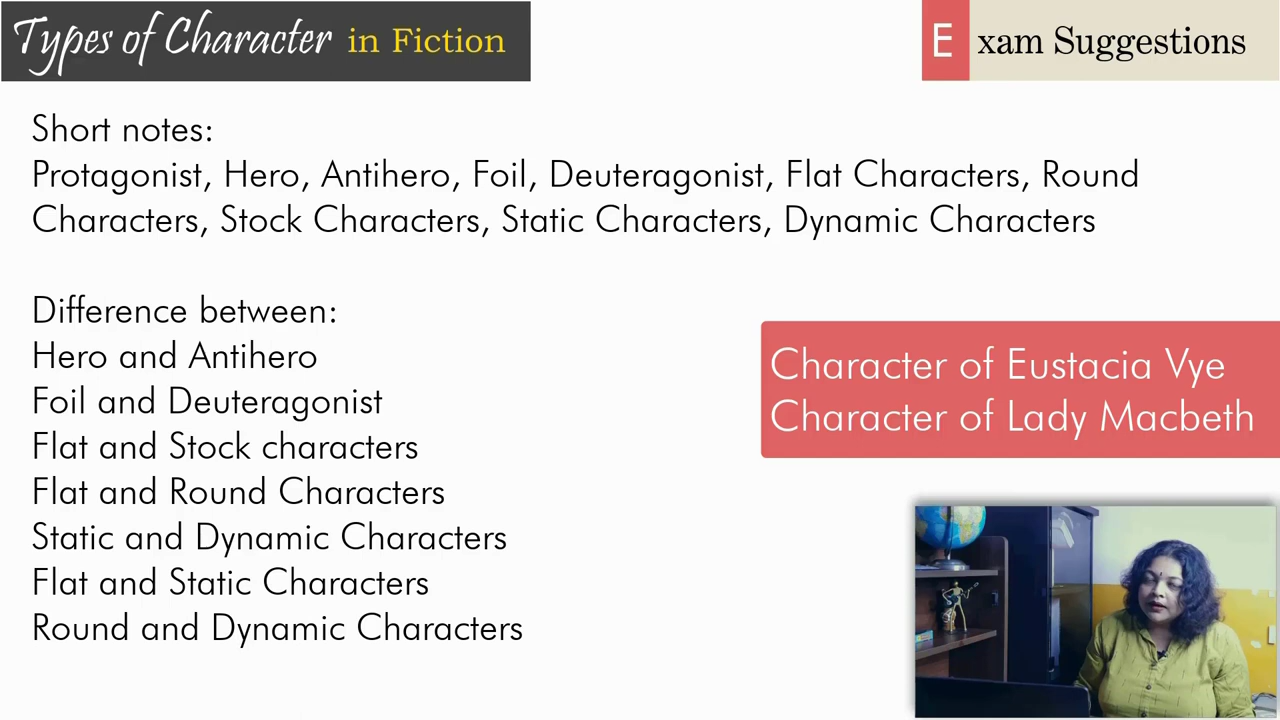 Types of Character in Fiction
Exam Suggestions
Short notes:
Protagonist, Hero, Antihero, Foil, Deuteragonist, Flat Characters, Round
Characters, Stock Characters, Static Characters, Dynamic Characters
Difference between:
Hero and Antihero
Foil and Deuteragonist
Flat and Stock characters
Flat and Round Characters
Static and Dynamic Characters
Flat and Static Characters
Round and Dynamic Characters
Character of Eustacia Vye
Character of Lady Macbeth